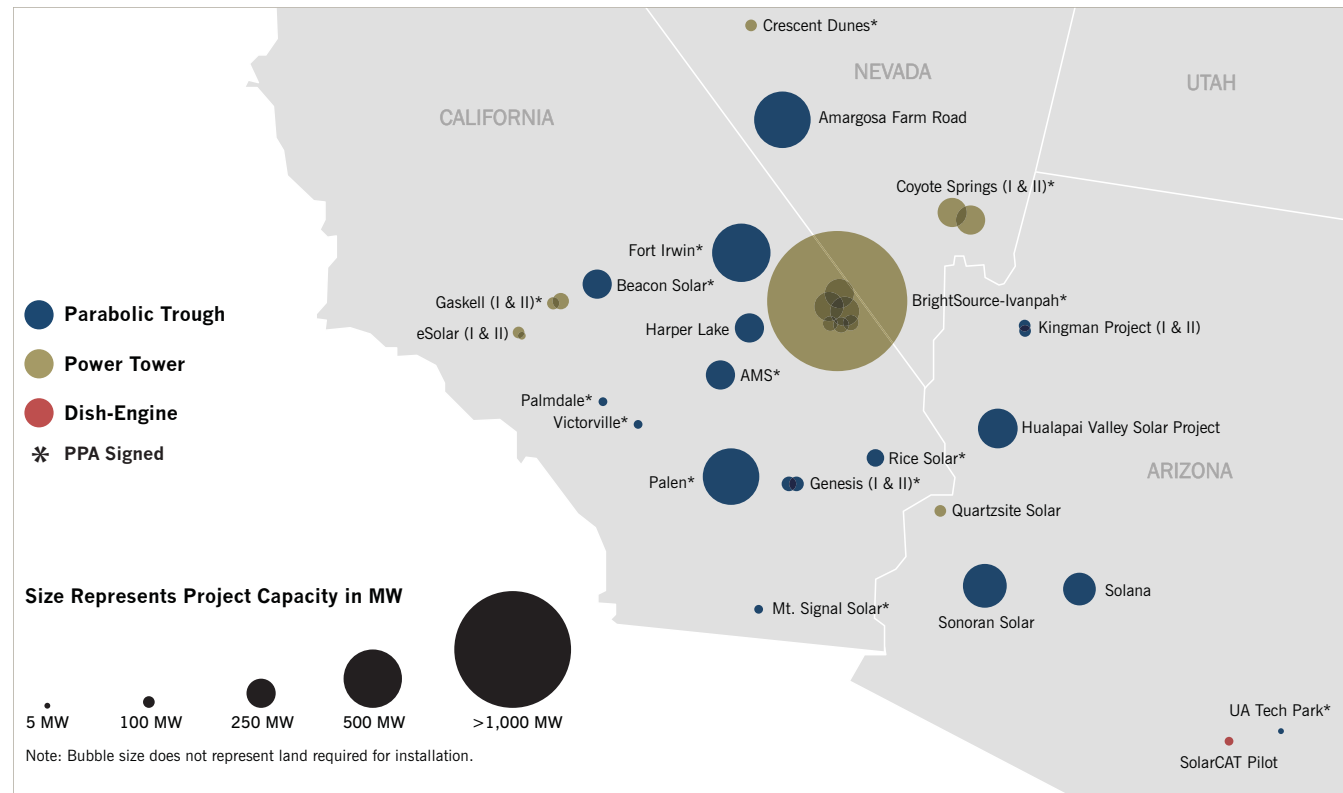 Crescent Dunes*
NEVADA
UTAH
CALIFORNIA
Amargosa Farm Road
Coyote Springs (I & II)*
Fort Irwin*
Beacon Solar*
Gaskell (I & II)*
BrightSource-Ivanpah*
eSolar (I & II)
Harper Lake
Kingman Project (I & II)
AMS*
Palmdale*
Victorville*
Hualapai Valley Solar Project
Rice Solar*
ARIZONA
Palen*
Genesis (I & II)*
Quartzsite Solar
Solana
Mt. Signal Solar*
Sonoran Solar
UA Tech Park*
SolarCAT Pilot
Parabolic Trough
Power Tower
Dish-Engine
* PPA Signed
Size Represents Project Capacity in MW
5 MW
100 MW
250 MW
500 MW
>1,000 MW
Note: Bubble size does not represent land required for installation.